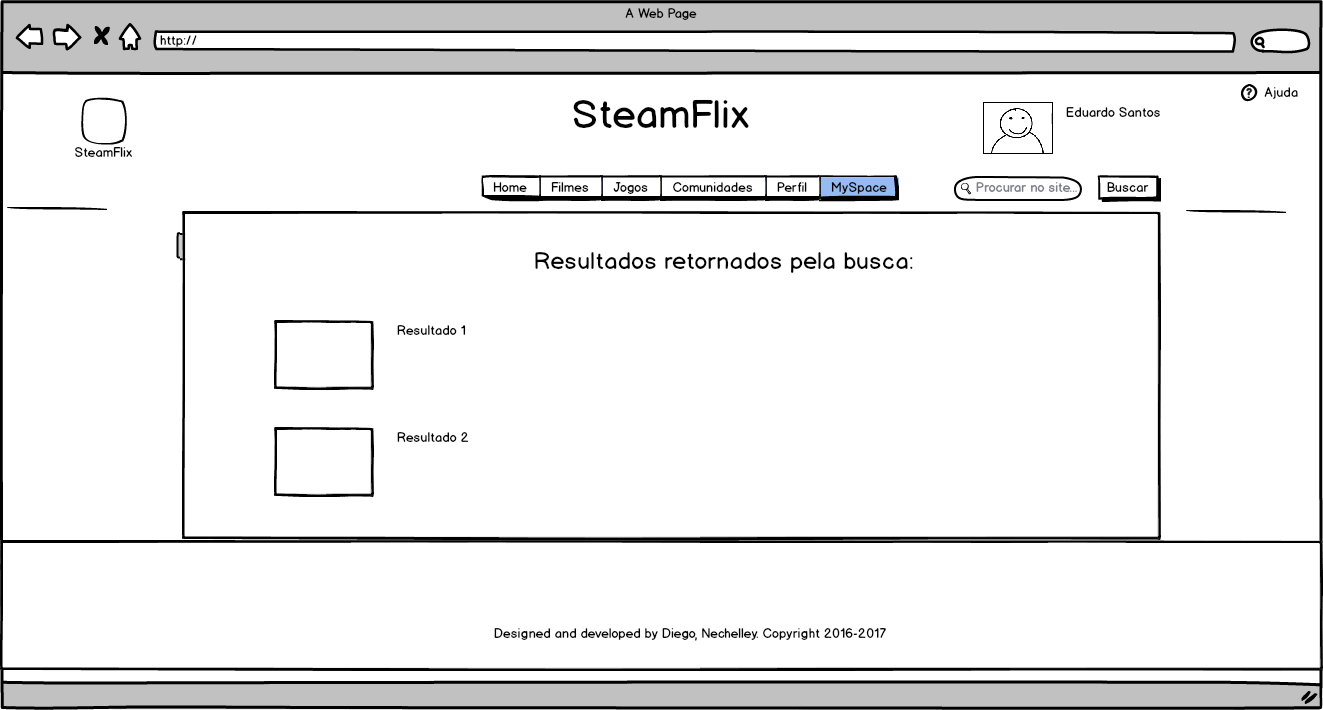 A Web Page
http://
Ajuda
SteamFlix
Eduardo Santos
SteamFlix
Home Filmes Jogos Comunidades Perfil MySpace
Procurar no site... Buscar
Resultados retornados pela busca:
Resultado 1
Resultado 2
Designed and developed by Diego, Nechelley. Copyright 2016-2017